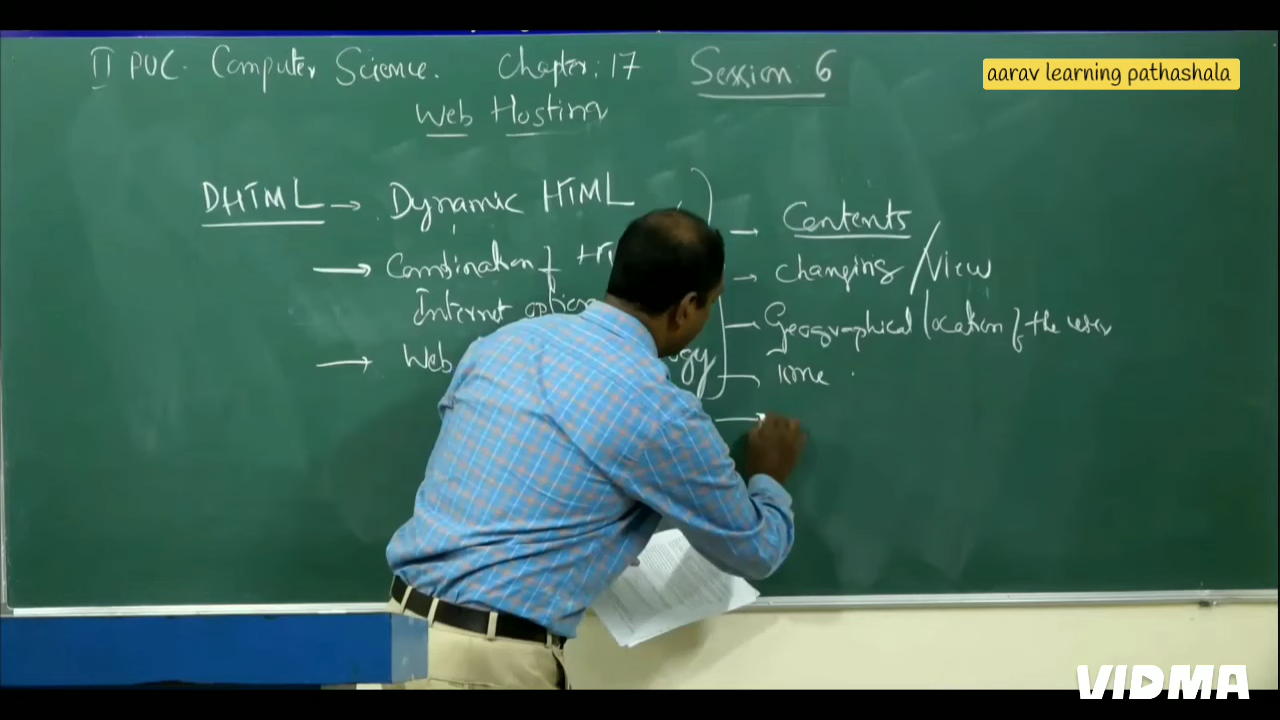 II PUC. Computer Science. Chapter: 17 Session: 6
aarav learning pathashala
Web Hosting
DHTML → Dynamic HTML
→ Combination of
Internet option
→ Web
→ Contents
→ changing / View
Geographical location of the user
Time
VIDMA